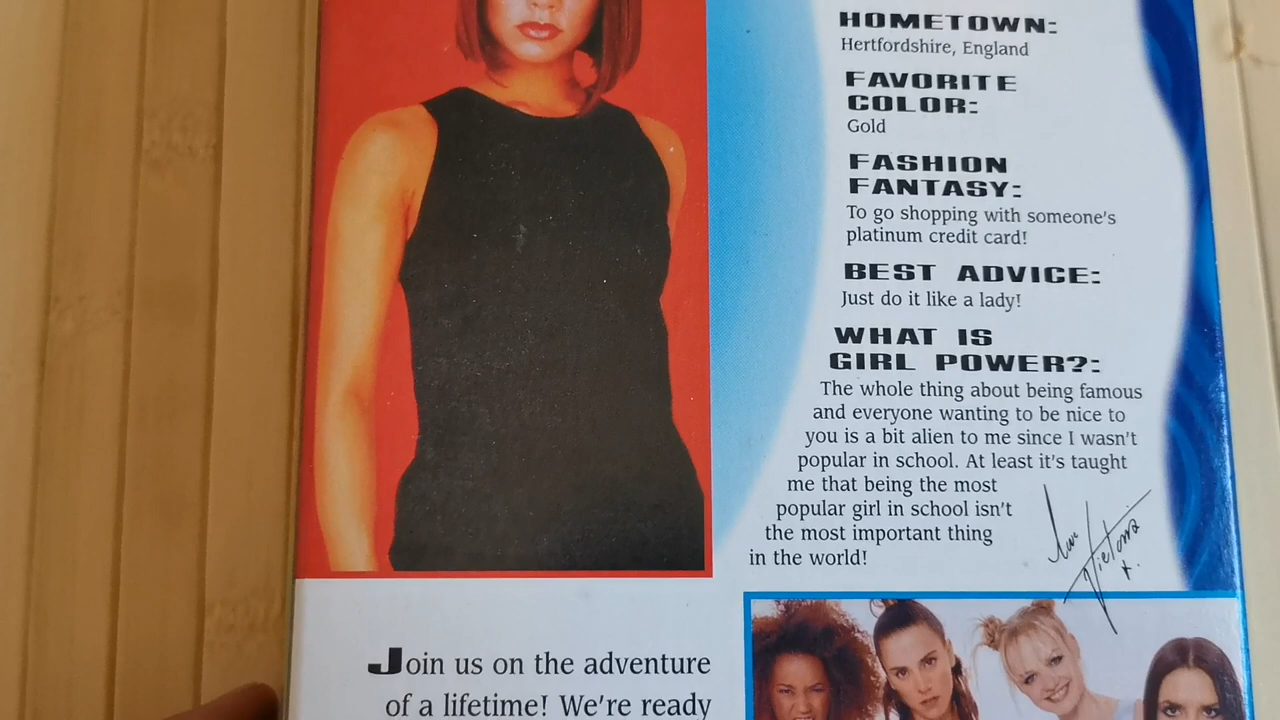 HOMETOWN:
Hertfordshire, England
FAVORITE
COLOR:
Gold
FASHION
FANTASY:
To go shopping with someone's
platinum credit card!
BEST ADVICE:
Just do it like a lady!
WHAT IS
GIRL POWER?:
The whole thing about being famous
and everyone wanting to be nice to
you is a bit alien to me since I wasn't
popular in school. At least it's taught
me that being the most
popular girl in school isn't
the most important thing
in the world!
Luv
Victoria
x.
Join us on the adventure
of a lifetime! We're ready